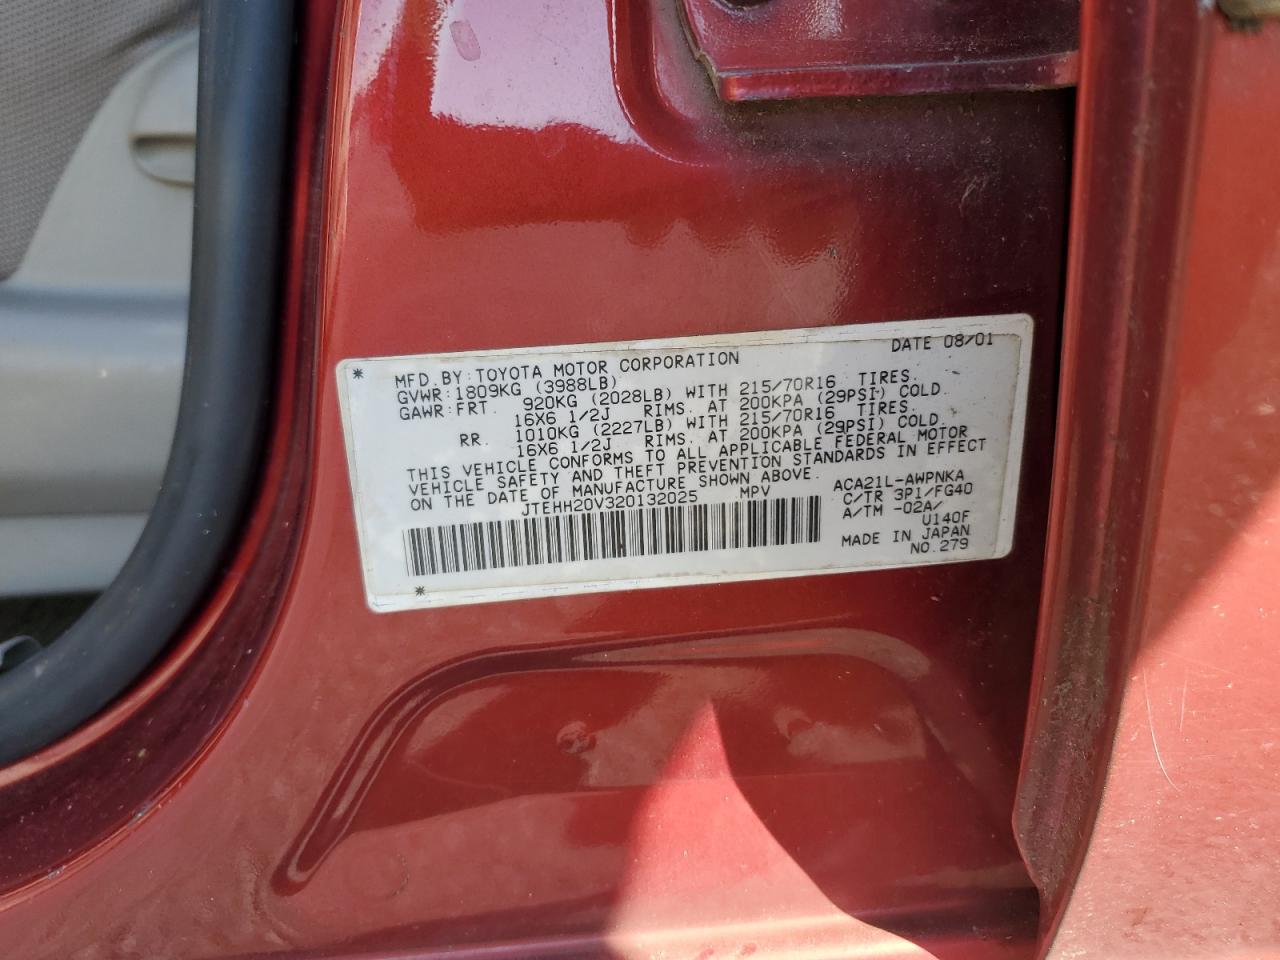 DATE 08/01
* MFD.BY:TOYOTA MOTOR CORPORATION
GVWR:1809KG (3988LB)
GAWR:FRT. 920KG (2028LB) WITH 215/70R16 TIRES.
16X6 1/2J RIMS. AT 200KPA (29PSI) COLD
RR. 1010KG (2227LB) WITH 215/70R16 TIRES.
16X6 1/2J RIMS. AT 200KPA (29PSI) COLD.
THIS VEHICLE CONFORMS TO ALL APPLICABLE FEDERAL MOTOR
VEHICLE SAFETY AND THEFT PREVENTION STANDARDS IN EFFECT
ON THE DATE OF MANUFACTURE SHOWN ABOVE.
JTEHH20V320132025 MPV
ACA21L-AWPNKA
C/TR 3P1/FG40
A/TM -02A/
U140F
MADE IN JAPAN
NO.279
*